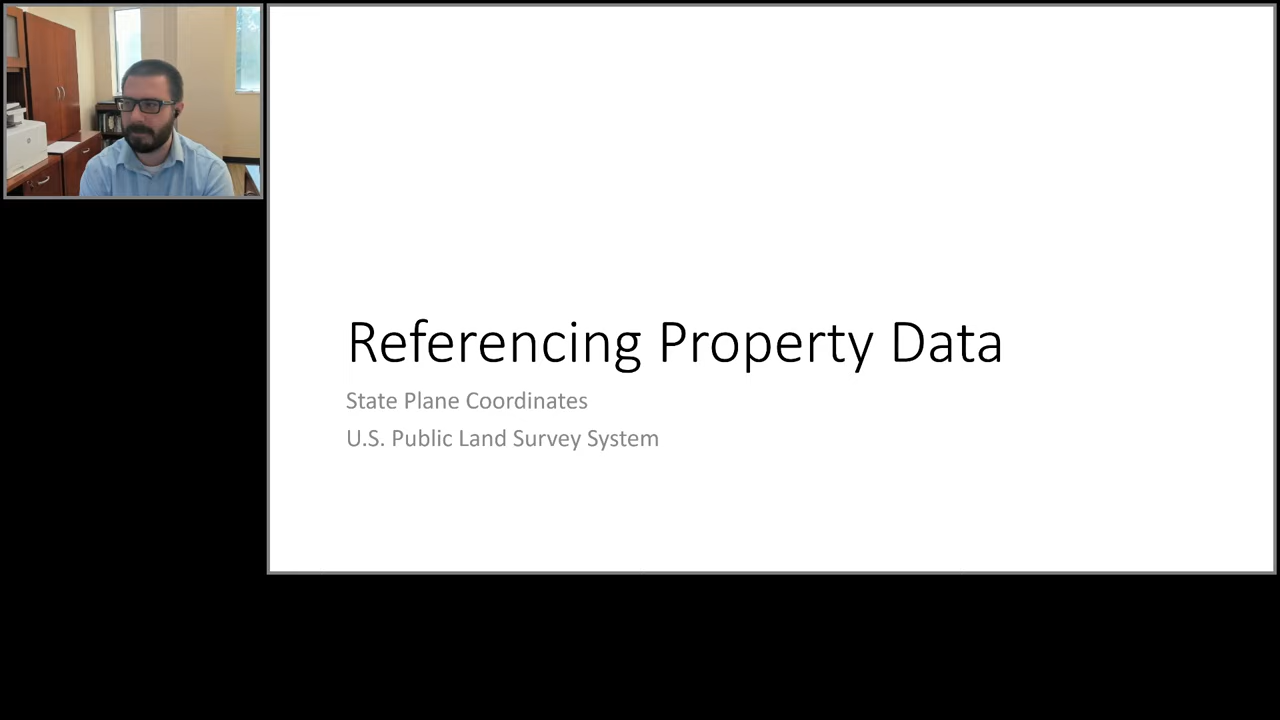 Referencing Property Data
State Plane Coordinates
U.S. Public Land Survey System